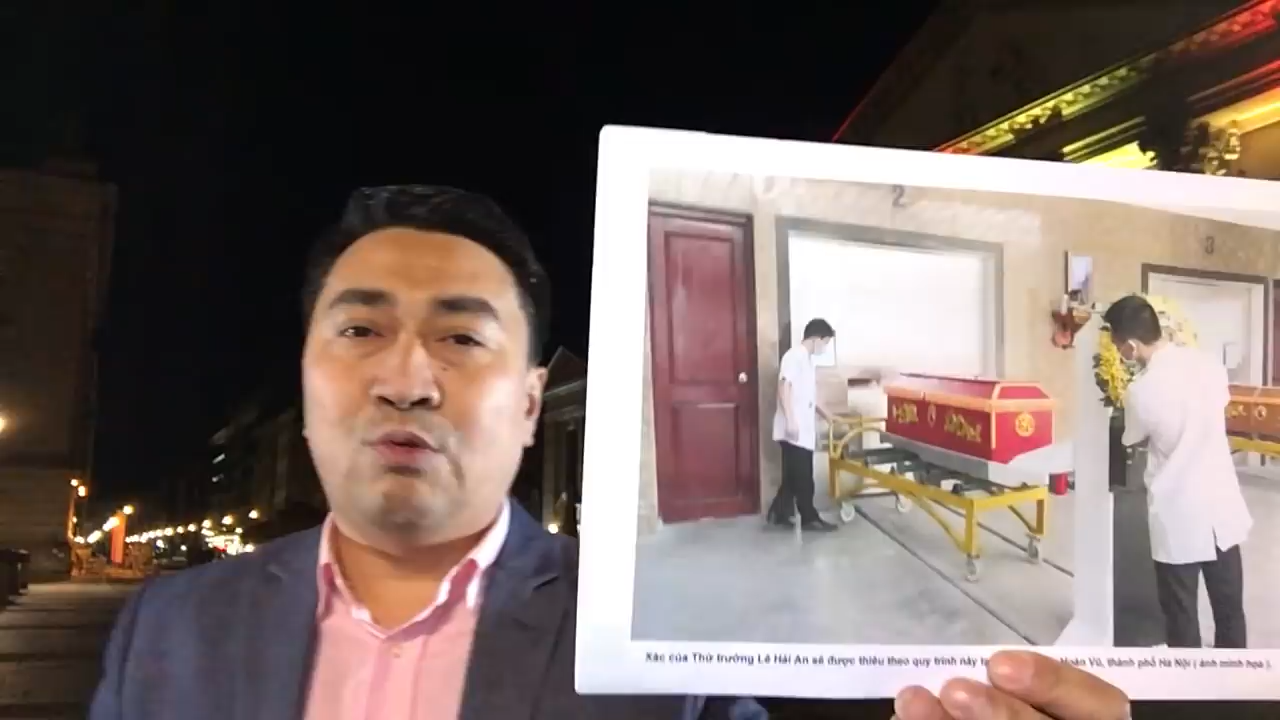 2
3
Xác của Thứ trưởng Lê Hải An sẽ được thiêu theo quy trình này tạ Hoàn Vũ, thành phố Hà Nội ( ảnh minh họa ).